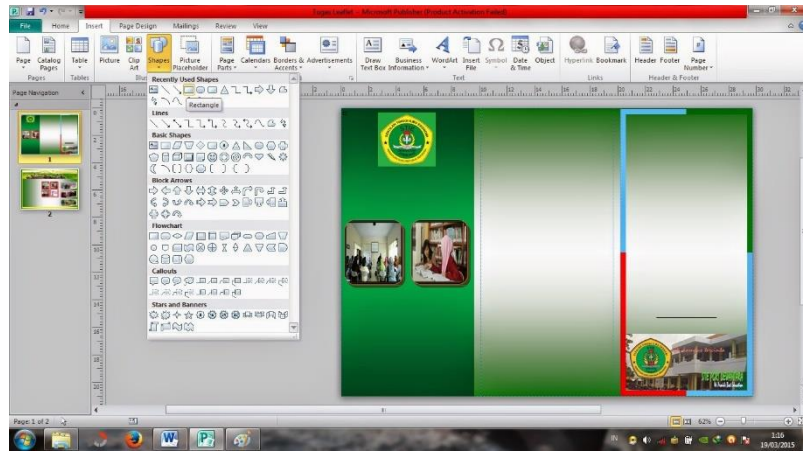 Tugas Leaflet - Microsoft Publisher (Product Activation Failed)
File Home Insert Page Design Mailings Review View
Page Catalog Pages Table Picture Clip Art Shapes Picture Placeholder Page Parts Calendars Borders & Accents Advertisements Draw Text Box Business Information WordArt Insert File Symbol Date & Time Object Hyperlink Bookmark Header Footer Page Number
Pages Tables Text Links Header & Footer
Page Navigation
Recently Used Shapes
Rectangle
Lines
Basic Shapes
Block Arrows
Flowchart
Callouts
Stars and Banners
1
2
Page: 1 of 2
62%
IN
1:16
19/03/2015